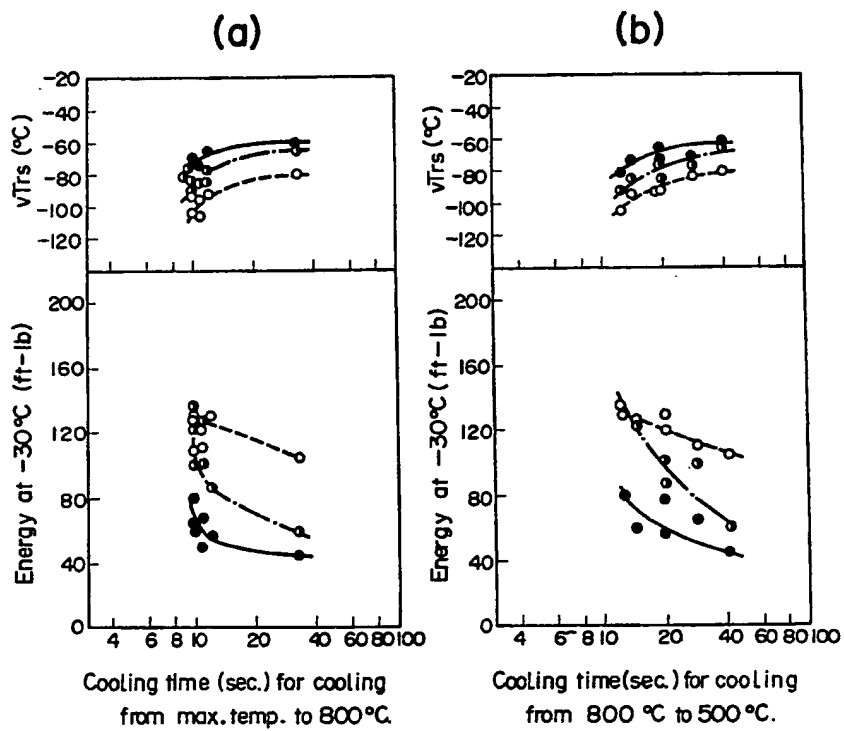 (a)
(b)
vTrs (°C)
-20
-40
-60
-80
-100
-120
vTrs (°C)
-20
-40
-60
-80
-100
-120
Energy at -30°C (ft-lb)
200
160
120
80
40
0
Energy at -30°C (ft-lb)
200
160
120
80
40
0
4 6 8 10 20 40 60 80 100
4 6 8 10 20 40 60 80 100
Cooling time (sec.) for cooling
from max. temp. to 800°C.
Cooling time (sec.) for cooling
from 800 °C to 500°C.